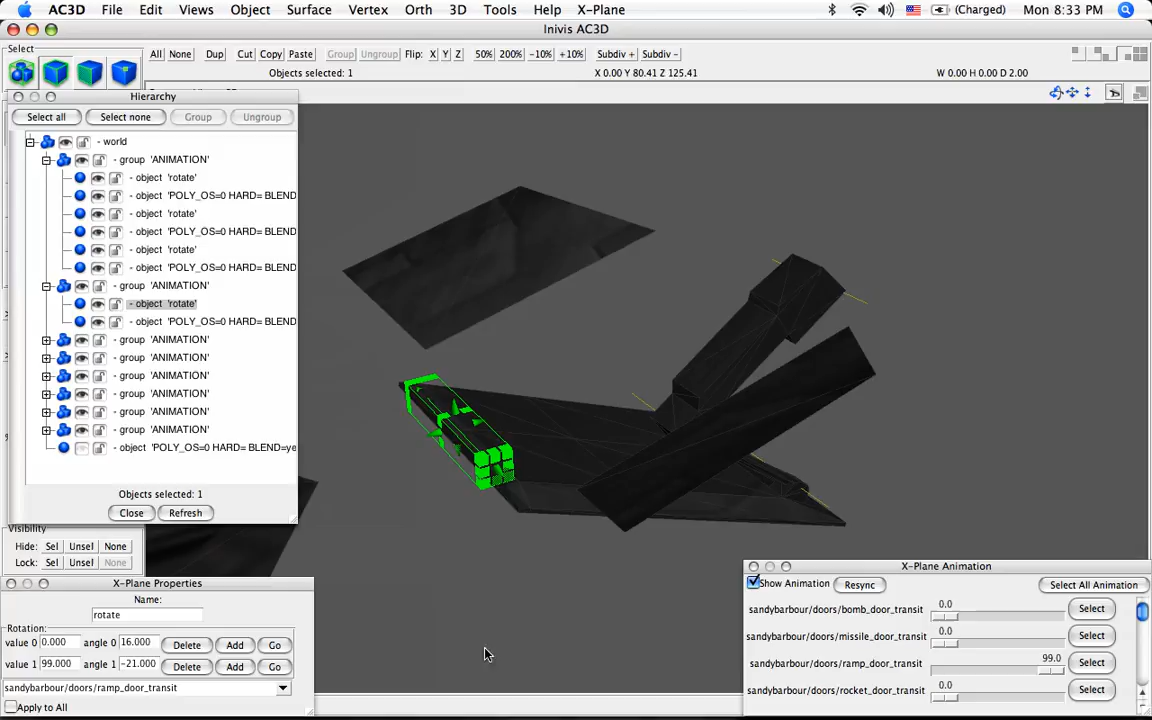 AC3D File Edit Views Object Surface Vertex Orth 3D Tools Help X-Plane (Charged) Mon 8:33 PM
Inivis AC3D
Select
All None Dup Cut Copy Paste Group Ungroup Flip: X Y Z 50% 200% -10% +10% Subdiv + Subdiv -
Objects selected: 1 X 0.00 Y 80.41 Z 125.41 W 0.00 H 0.00 D 2.00
Hierarchy
Select all Select none Group Ungroup
- world
- group 'ANIMATION'
- object 'rotate'
- object 'POLY_OS=0 HARD= BLEND
- object 'rotate'
- object 'POLY_OS=0 HARD= BLEND
- object 'rotate'
- object 'POLY_OS=0 HARD= BLEND
- group 'ANIMATION'
- object 'rotate'
- object 'POLY_OS=0 HARD= BLEND
- group 'ANIMATION'
- group 'ANIMATION'
- group 'ANIMATION'
- group 'ANIMATION'
- group 'ANIMATION'
- group 'ANIMATION'
- object 'POLY_OS=0 HARD= BLEND=ye
Objects selected: 1
Close Refresh
Visibility
Hide: Sel Unsel None
Lock: Sel Unsel None
X-Plane Properties
Name:
rotate
Rotation:
value 0 0.000 angle 0 16.000 Delete Add Go
value 1 99.000 angle 1 -21.000 Delete Add Go
sandybarbour/doors/ramp_door_transit
Apply to All
X-Plane Animation
Show Animation Resync Select All Animation
sandybarbour/doors/bomb_door_transit 0.0 Select
sandybarbour/doors/missile_door_transit 0.0 Select
sandybarbour/doors/ramp_door_transit 99.0 Select
sandybarbour/doors/rocket_door_transit 0.0 Select